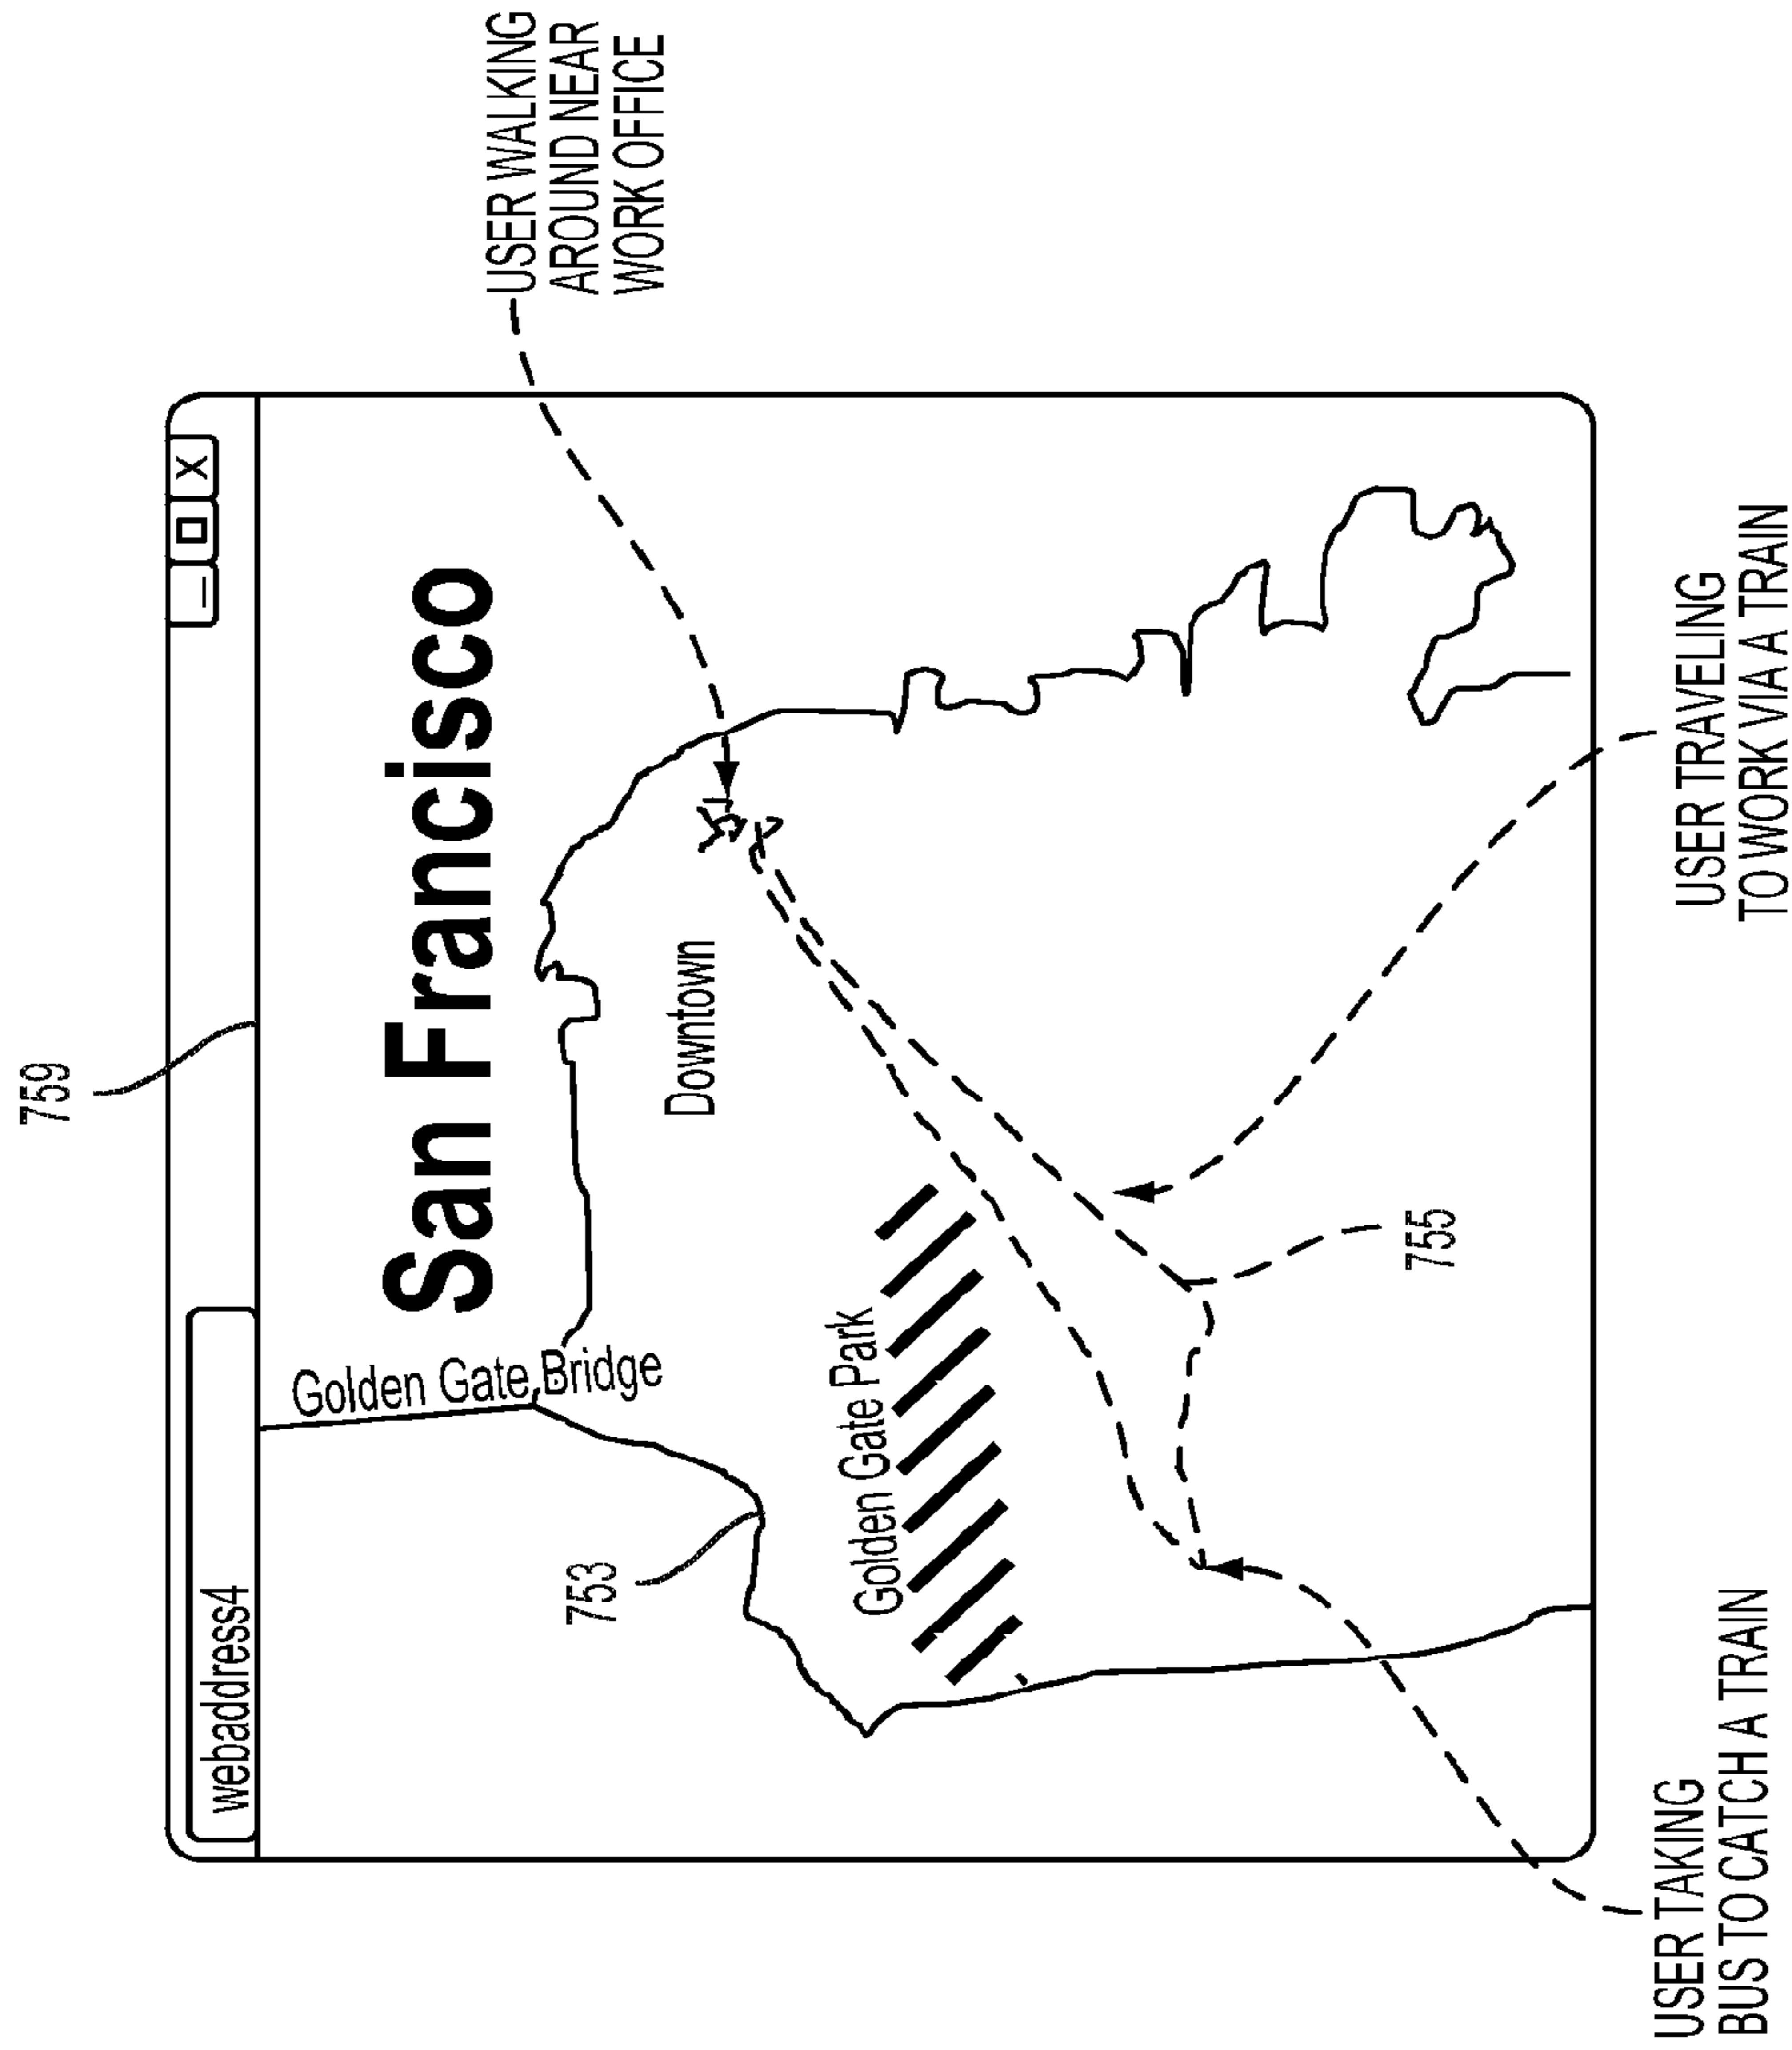 759
webaddress4
_
X
San Francisco
Golden Gate Bridge
USER WALKING
AROUND NEAR
WORK OFFICE
753
Downtown
Golden Gate Park
755
USER TAKING
BUS TO CATCH A TRAIN
USER TRAVELING
TO WORK VIA A TRAIN